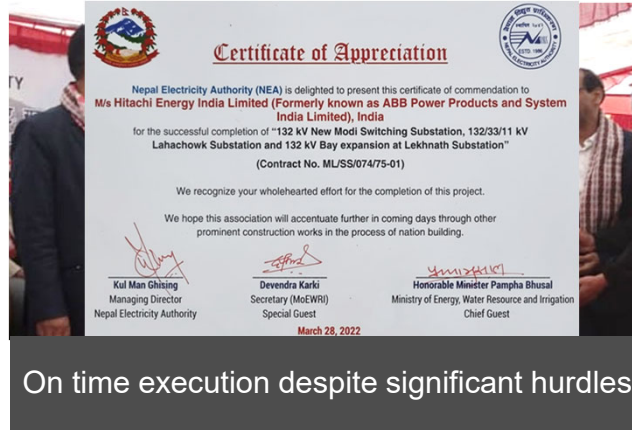 TY
Certificate of Appreciation
Nepal Electricity Authority (NEA) is delighted to present this certificate of commendation to
M/s Hitachi Energy India Limited (Formerly known as ABB Power Products and System
India Limited), India
for the successful completion of “132 kV New Modi Switching Substation, 132/33/11 kV
Lahachowk Substation and 132 kV Bay expansion at Lekhnath Substation”
(Contract No. ML/SS/074/75-01)
We recognize your wholehearted effort for the completion of this project.
We hope this association will accentuate further in coming days through other
prominent construction works in the process of nation building.
Kul Man Ghising
Managing Director
Nepal Electricity Authority
Devendra Karki
Secretary (MoEWRI)
Special Guest
Honorable Minister Pampha Bhusal
Ministry of Energy, Water Resource and Irrigation
Chief Guest
March 28, 2022
On time execution despite significant hurdles